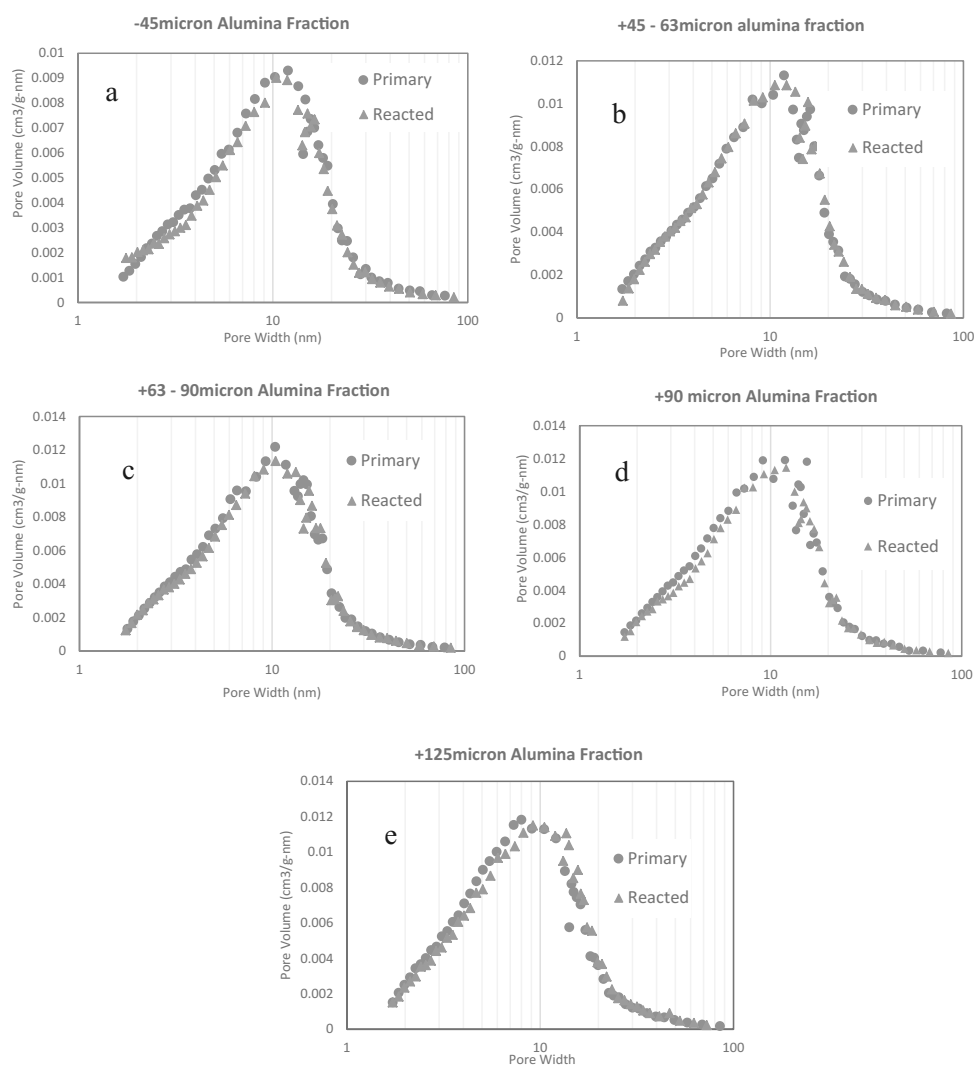 -45micron Alumina Fraction
0.01
0.009
0.008
0.007
0.006
0.005
0.004
0.003
0.002
0.001
0
Pore Volume (cm3/g-nm)
a
Primary
Reacted
1
10
100
Pore Width (nm)
+45 - 63micron alumina fraction
0.012
0.01
0.008
0.006
0.004
0.002
0
Pore Volume (cm3/g-nm)
b
Primary
Reacted
1
10
100
Pore Width (nm)
+63 - 90micron Alumina Fraction
0.014
0.012
0.01
0.008
0.006
0.004
0.002
0
Pore Volume (cm3/g-nm)
c
Primary
Reacted
1
10
100
Pore Width (nm)
+90 micron Alumina Fraction
0.014
0.012
0.01
0.008
0.006
0.004
0.002
0
Pore Volume (cm3/g-nm)
d
Primary
Reacted
1
10
100
Pore Width (nm)
+125micron Alumina Fraction
0.014
0.012
0.01
0.008
0.006
0.004
0.002
0
Pore Volume (cm3/g-nm)
e
Primary
Reacted
1
10
100
Pore Width